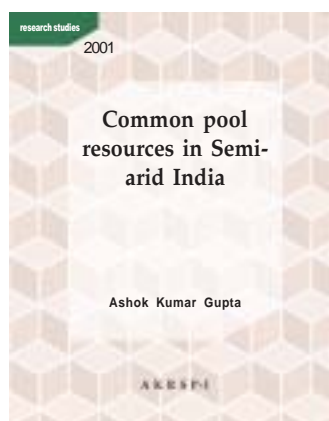 research studies
2001
Common pool
resources in Semi-
arid India
Ashok Kumar Gupta
AKRSP-I